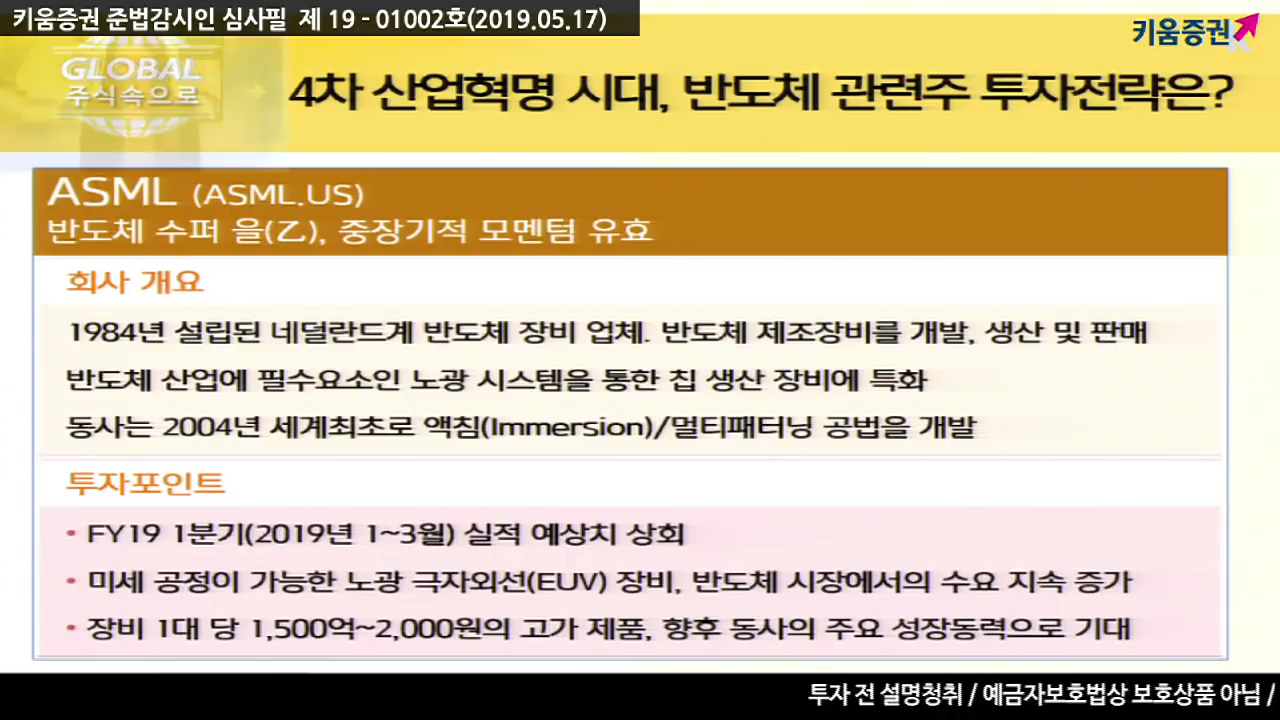 키움증권 준법감시인 심사필 제 19 - 01002호(2019.05.17)
키움증권
GLOBAL
주식속으로
4차 산업혁명 시대, 반도체 관련주 투자전략은?
ASML (ASML.US)
반도체 수퍼 을(乙), 중장기적 모멘텀 유효
회사 개요
1984년 설립된 네덜란드계 반도체 장비 업체. 반도체 제조장비를 개발, 생산 및 판매
반도체 산업에 필수요소인 노광 시스템을 통한 칩 생산 장비에 특화
동사는 2004년 세계최초로 액침(Immersion)/멀티패터닝 공법을 개발
투자포인트
• FY19 1분기(2019년 1~3월) 실적 예상치 상회
• 미세 공정이 가능한 노광 극자외선(EUV) 장비, 반도체 시장에서의 수요 지속 증가
• 장비 1대 당 1,500억~2,000원의 고가 제품, 향후 동사의 주요 성장동력으로 기대
투자 전 설명청취 / 예금자보호법상 보호상품 아님 /